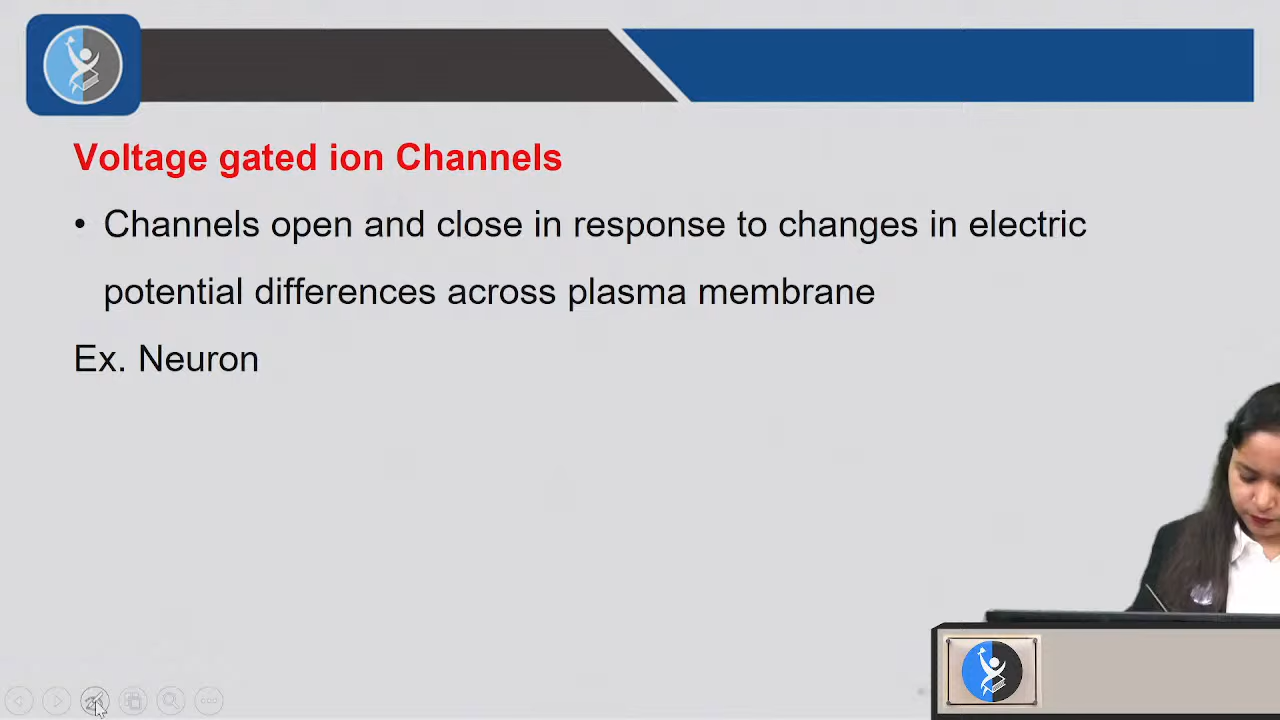 Voltage gated ion Channels
• Channels open and close in response to changes in electric
potential differences across plasma membrane
Ex. Neuron